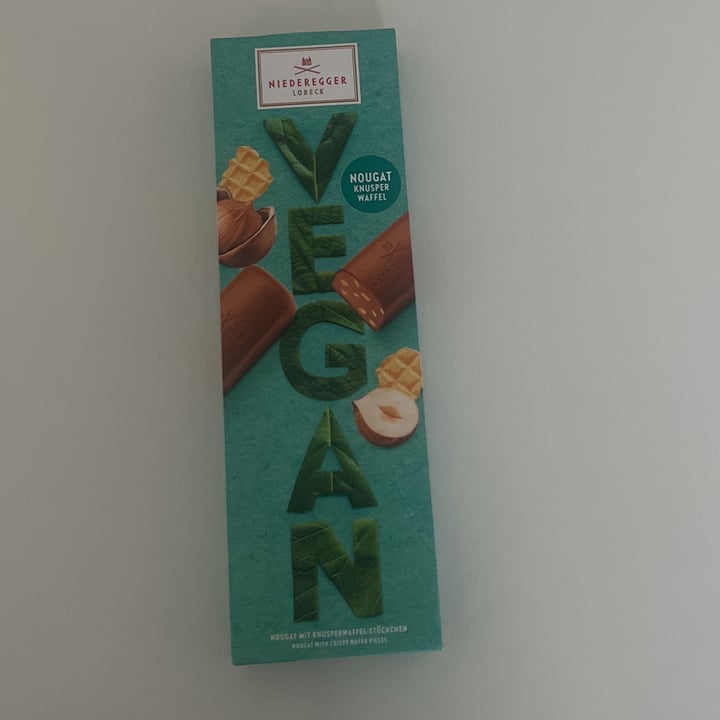 NIEDEREGGER
LÜBECK
VEGAN
NOUGAT
KNUSPER
WAFFEL
NOUGAT MIT KNUSPERWAFFEL-STÜCKCHEN
NOUGAT WITH CRISPY WAFER PIECES